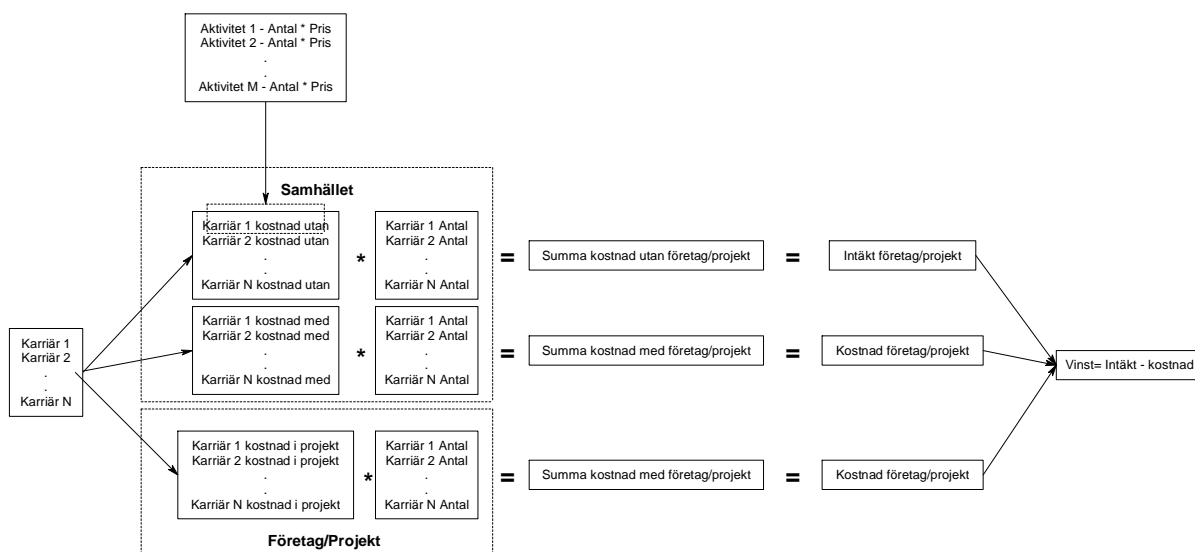 Aktivitet 1 - Antal * Pris
Aktivitet 2 - Antal * Pris
.
.
Aktivitet M - Antal * Pris
Samhället
Karriär 1 kostnad utan
Karriär 2 kostnad utan
.
.
Karriär N kostnad utan
*
Karriär 1 Antal
Karriär 2 Antal
.
.
Karriär N Antal
=
Summa kostnad utan företag/projekt
=
Intäkt företag/projekt
Karriär 1
Karriär 2
.
.
Karriär N
Karriär 1 kostnad med
Karriär 2 kostnad med
.
.
Karriär N kostnad med
*
Karriär 1 Antal
Karriär 2 Antal
.
.
Karriär N Antal
=
Summa kostnad med företag/projekt
=
Kostnad företag/projekt
Vinst= Intäkt - kostnad
Karriär 1 kostnad i projekt
Karriär 2 kostnad i projekt
.
.
Karriär N kostnad i projekt
*
Karriär 1 Antal
Karriär 2 Antal
.
.
Karriär N Antal
=
Summa kostnad med företag/projekt
=
Kostnad företag/projekt
Företag/Projekt